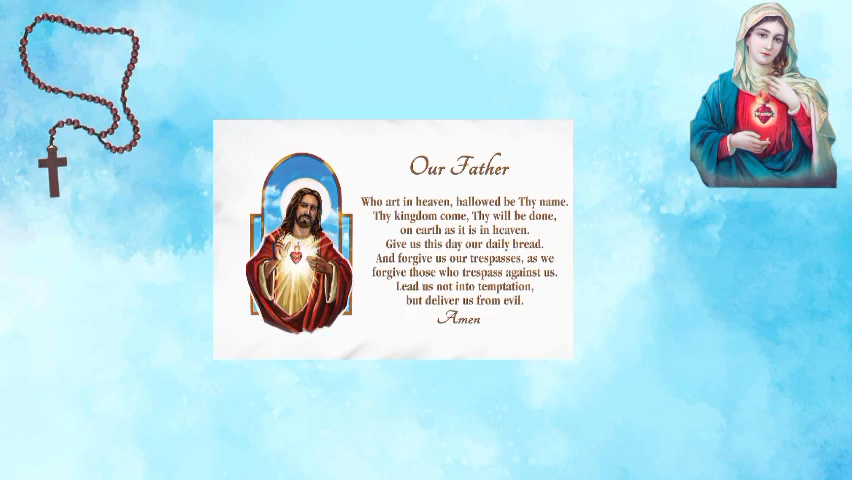 Our Father
Who art in heaven, hallowed be Thy name.
Thy kingdom come, Thy will be done,
on earth as it is in heaven.
Give us this day our daily bread.
And forgive us our trespasses, as we
forgive those who trespass against us.
Lead us not into temptation,
but deliver us from evil.
Amen